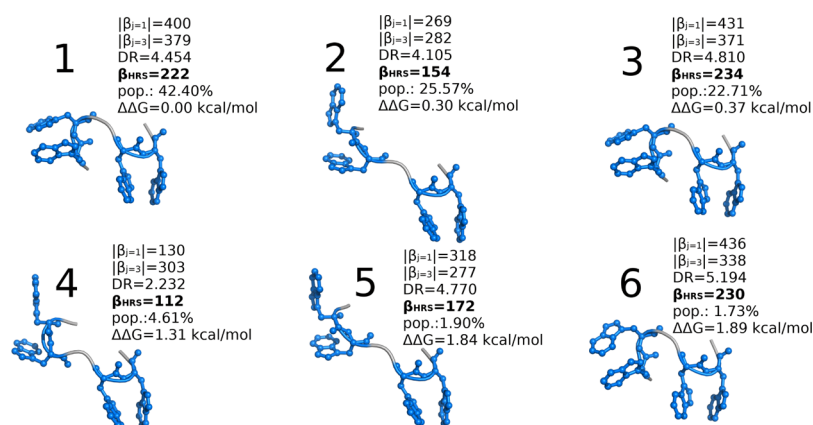 1
|βj=1|=400
|βj=3|=379
DR=4.454
βHRS=222
pop.: 42.40%
ΔΔG=0.00 kcal/mol
2
|βj=1|=269
|βj=3|=282
DR=4.105
βHRS=154
pop.: 25.57%
ΔΔG=0.30 kcal/mol
3
|βj=1|=431
|βj=3|=371
DR=4.810
βHRS=234
pop.:22.71%
ΔΔG=0.37 kcal/mol
4
|βj=1|=130
|βj=3|=303
DR=2.232
βHRS=112
pop.:4.61%
ΔΔG=1.31 kcal/mol
5
|βj=1|=318
|βj=3|=277
DR=4.770
βHRS=172
pop.:1.90%
ΔΔG=1.84 kcal/mol
6
|βj=1|=436
|βj=3|=338
DR=5.194
βHRS=230
pop.: 1.73%
ΔΔG=1.89 kcal/mol